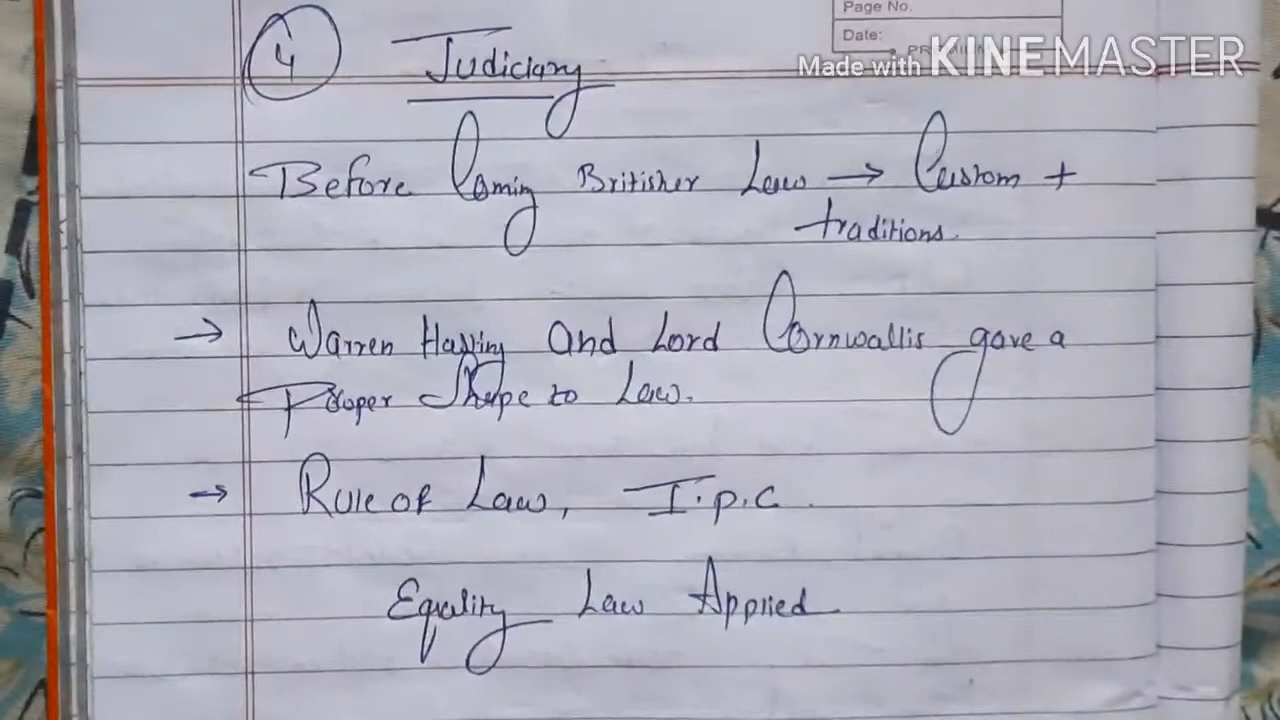 Page No.
Date:
Made with KINEMASTER
4 Judiciary
Before Coming Britisher Law → Custom +
traditions.
→ Warren Hasting and Lord Cornwallis gave a
Proper Shape to Law.
→ Rule of Law, I.p.c.
Equality Law Applied